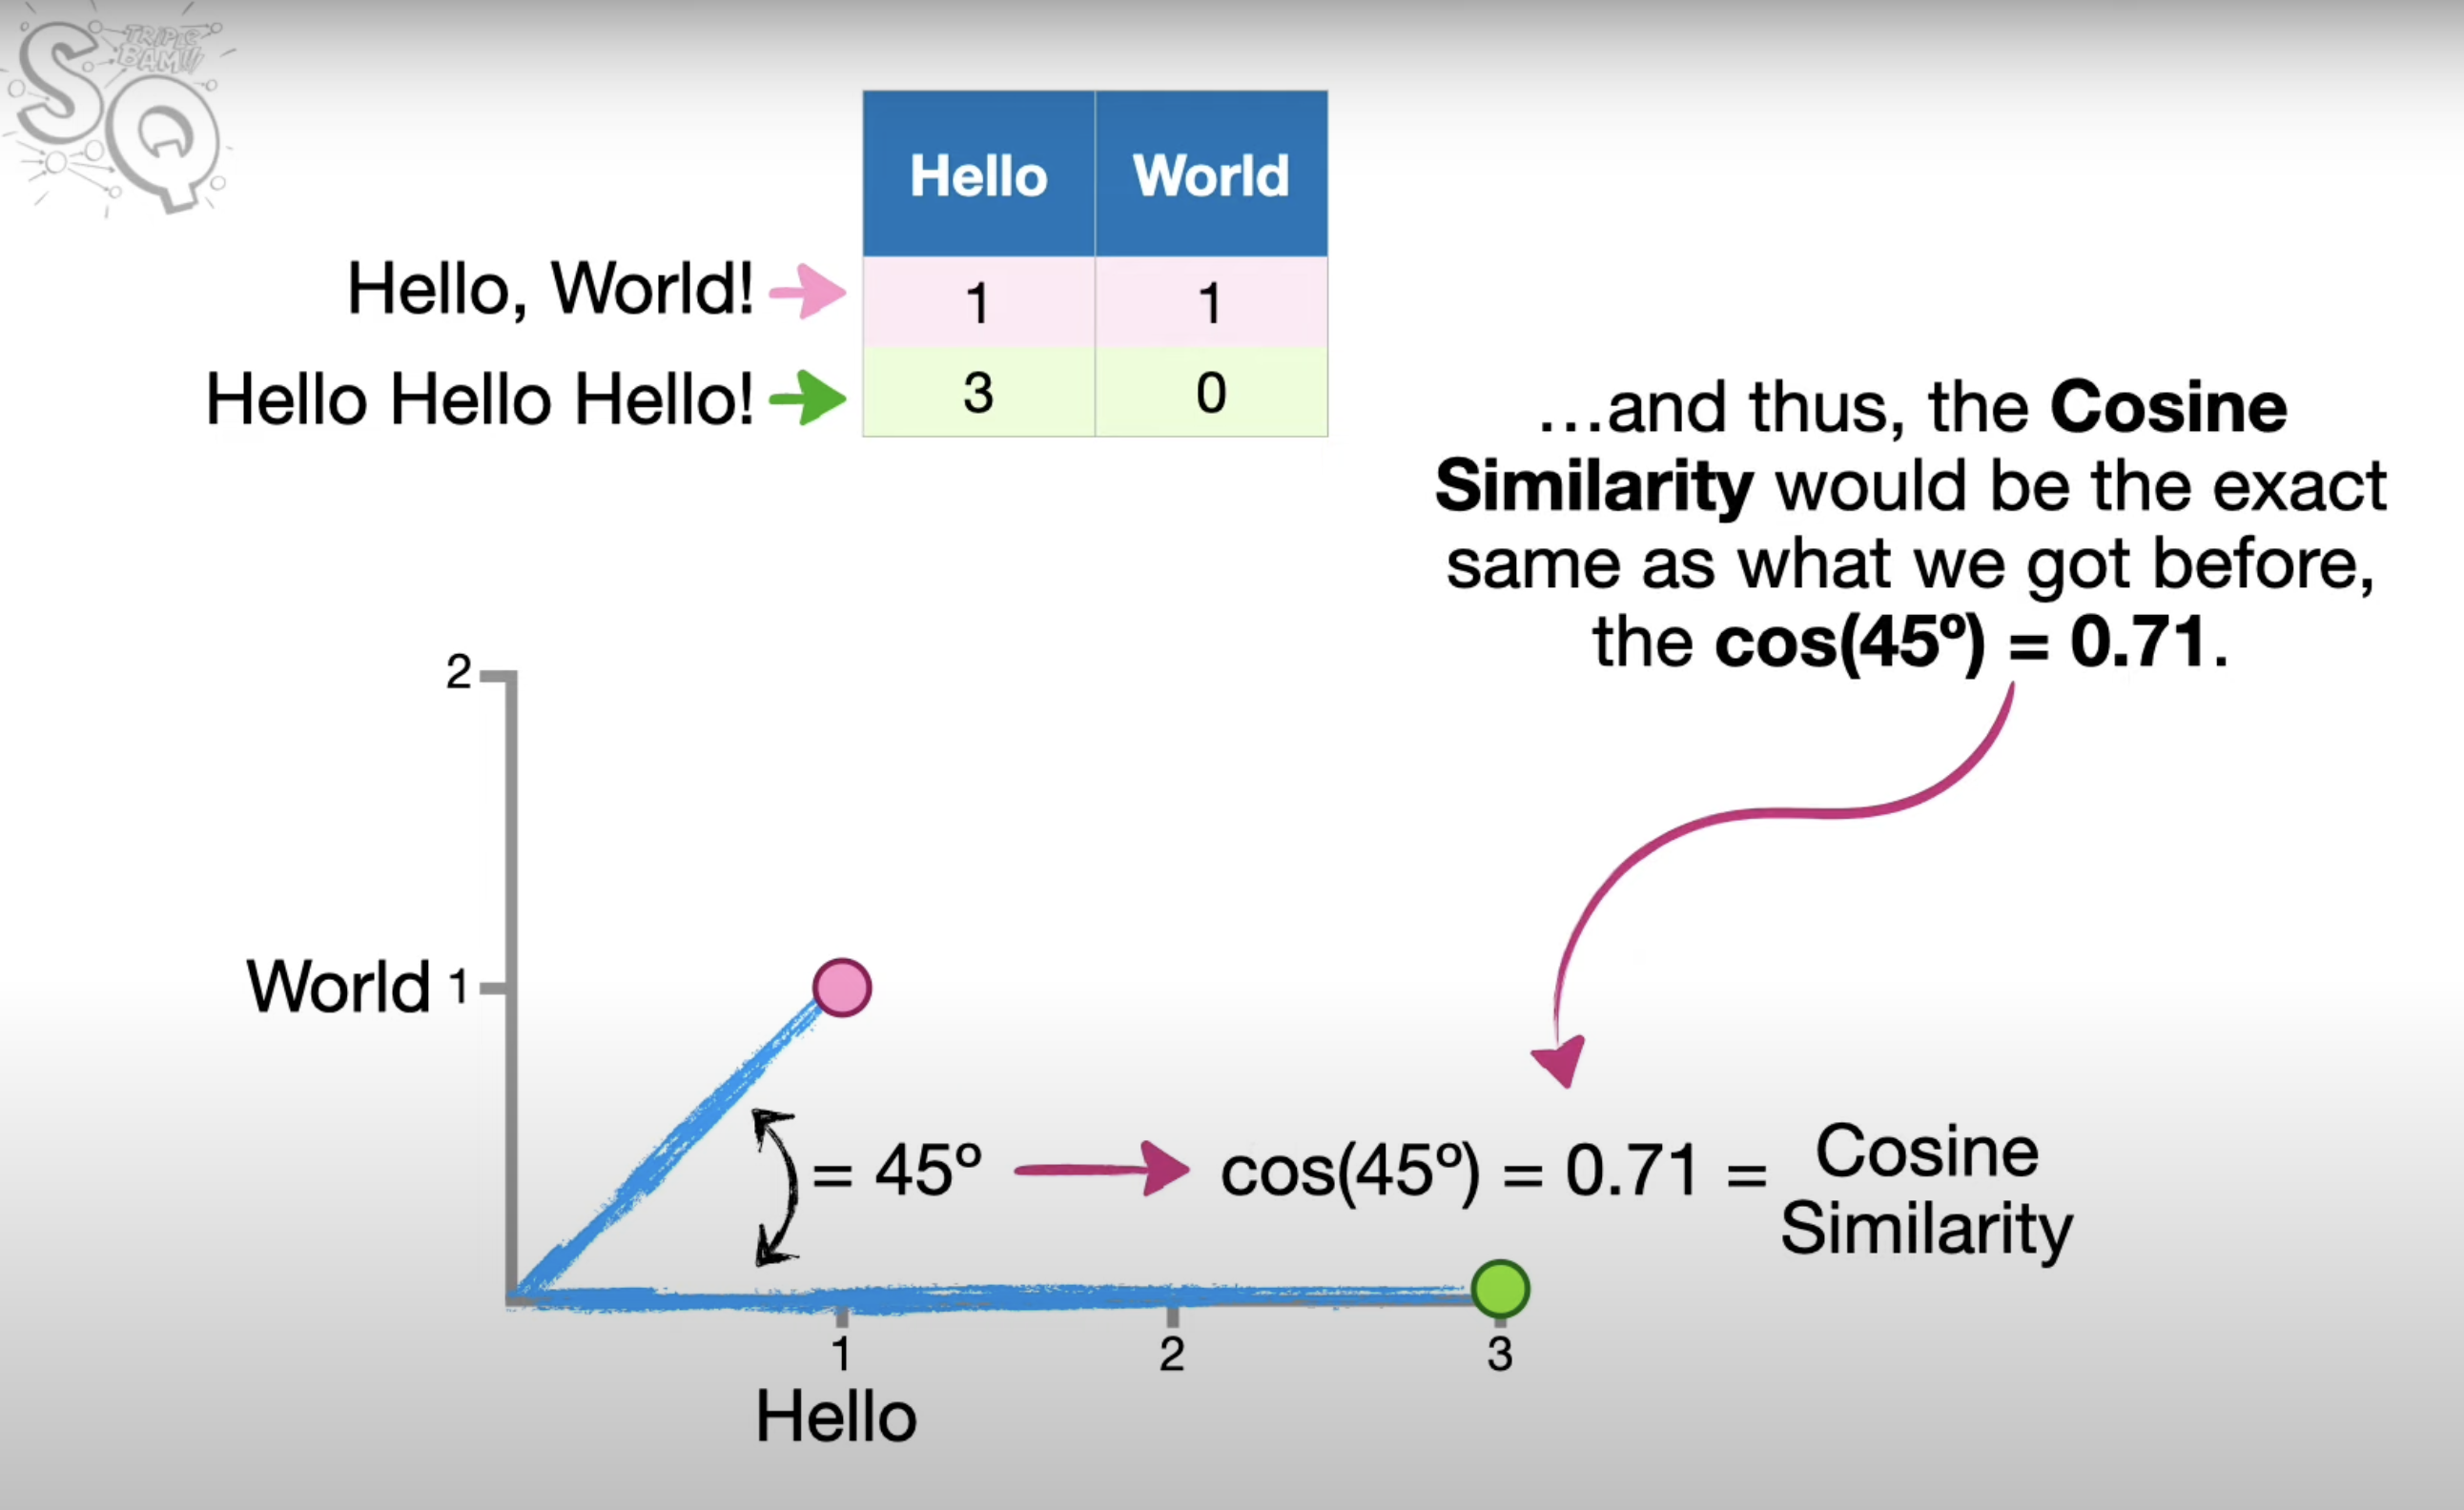 SQ
TRIPLE
BAM!!!
Hello World
Hello, World! 1 1
Hello Hello Hello! 3 0
…and thus, the Cosine
Similarity would be the exact
same as what we got before,
the cos(45º) = 0.71.
2
World 1
= 45º cos(45º) = 0.71 = Cosine
Similarity
1 2 3
Hello